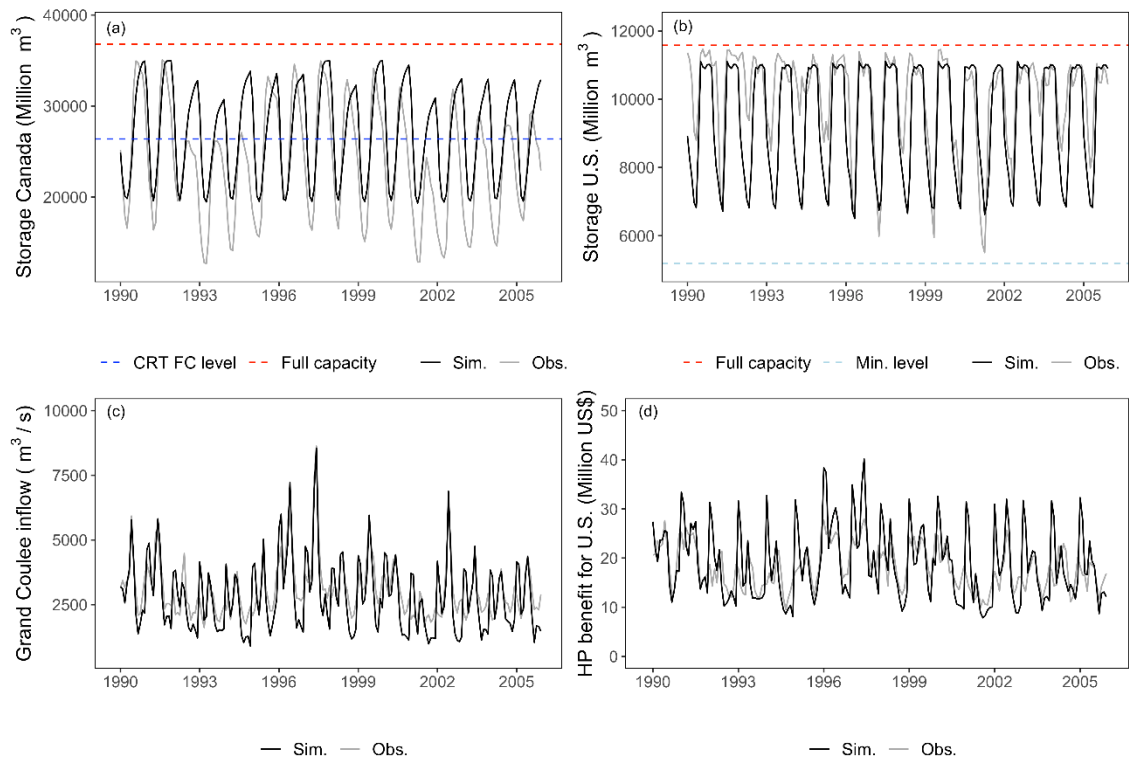 (a)
Storage Canada (Million m³)
40000
30000
20000
1990 1993 1996 1999 2002 2005
CRT FC level Full capacity Sim. Obs.
(b)
Storage U.S. (Million m³)
12000
10000
8000
6000
1990 1993 1996 1999 2002 2005
Full capacity Min. level Sim. Obs.
(c)
Grand Coulee inflow ( m³ / s)
10000
7500
5000
2500
1990 1993 1996 1999 2002 2005
Sim. Obs.
(d)
HP benefit for U.S. (Million US$)
50
40
30
20
10
0
1990 1993 1996 1999 2002 2005
Sim. Obs.